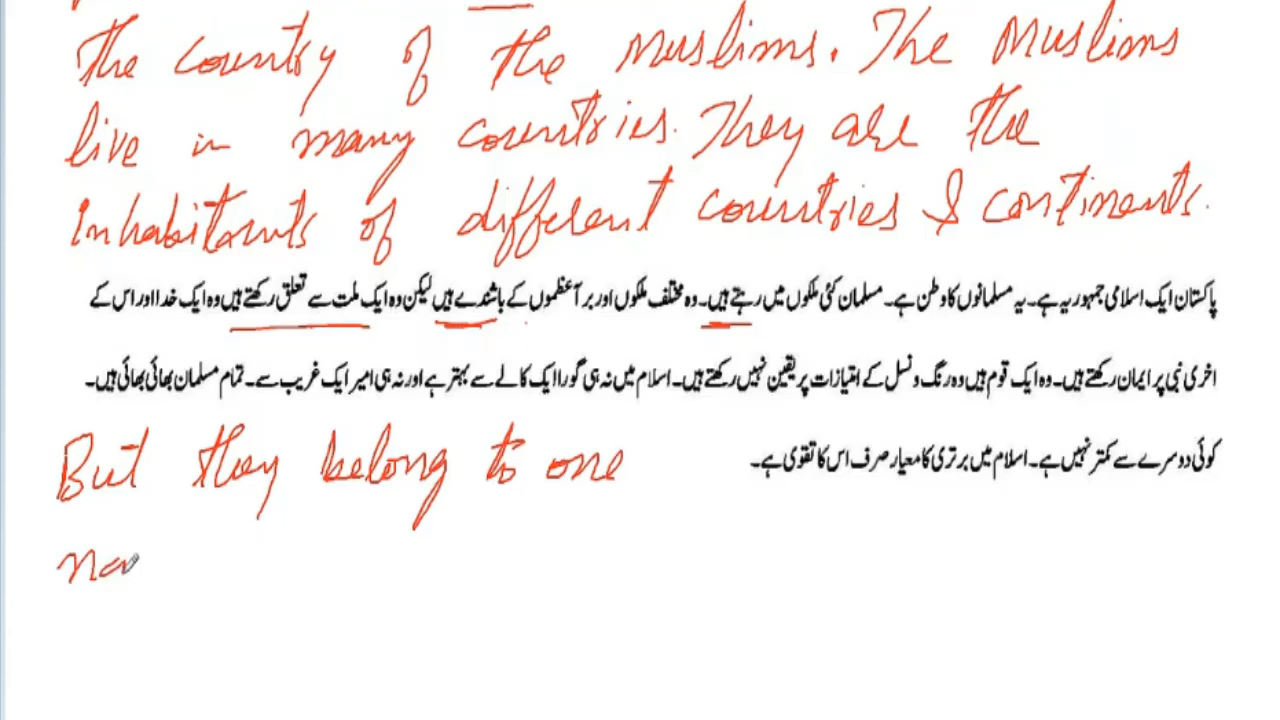 the country of the Muslims. The Muslims
live in many countries. They are the
Inhabitants of different countries & continents.
پاکستان ایک اسلامی جمہوریہ ہے۔ یہ مسلمانوں کا وطن ہے۔ مسلمان کئی ملکوں میں رہتے ہیں۔ وہ مختلف ملکوں اور بر آعظموں کے باشندے ہیں لیکن وہ ایک ملت سے تعلق رکھتے ہیں وہ ایک خدا اور اس کے
اخری نبی پر ایمان رکھتے ہیں۔ وہ ایک قوم ہیں وہ رنگ و نسل کے امتیازات پر یقین نہیں رکھتے ہیں۔ اسلام میں نہ ہی گورا ایک کالے سے بہتر ہے اور نہ ہی امیر ایک غریب سے۔ تمام مسلمان بھائی بھائی ہیں۔
کوئی دوسرے سے کمتر نہیں ہے۔ اسلام میں برتری کا معیار صرف اس کا تقوی ہے۔
But they belong to one
na